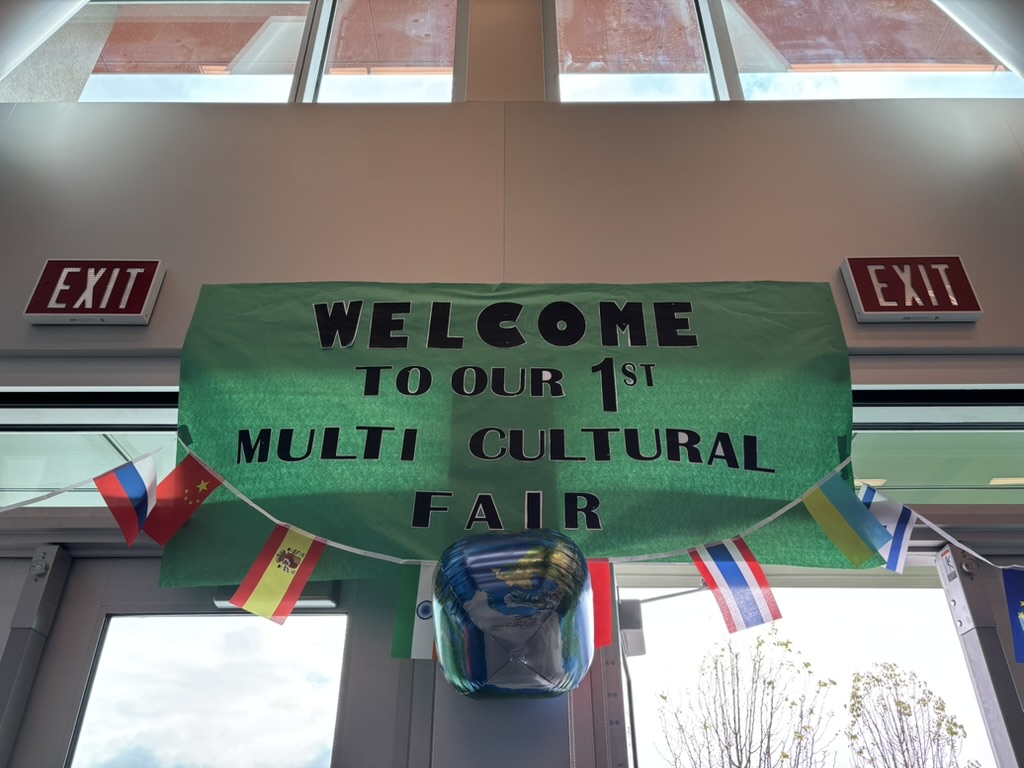 EXIT
EXIT
WELCOME
TO OUR 1ST
MULTI CULTURAL
FAIR